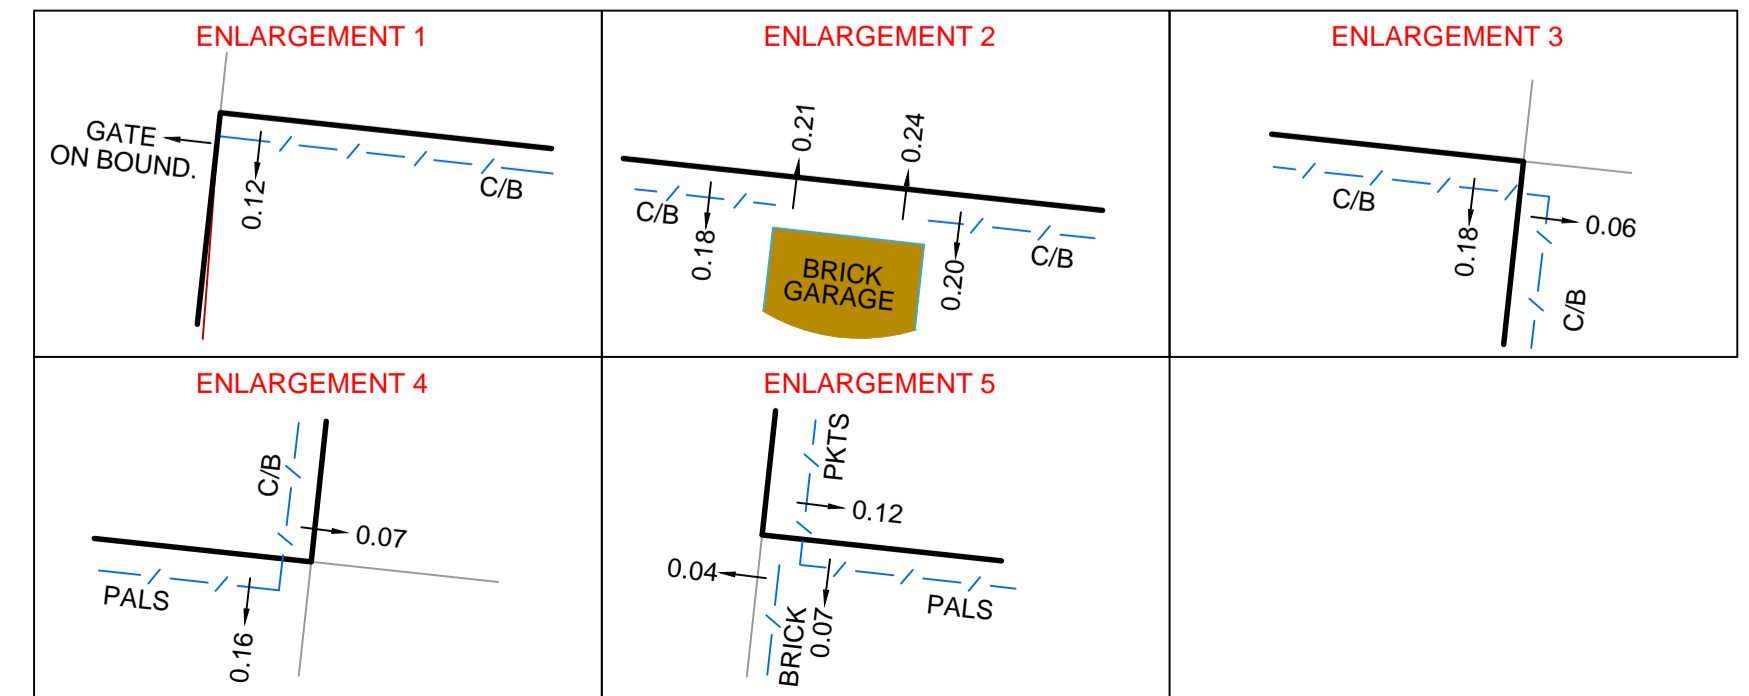 ENLARGEMENT 1
GATE
ON BOUND.
0.12
C/B
ENLARGEMENT 2
0.21
0.24
C/B
0.18
BRICK
GARAGE
0.20
C/B
ENLARGEMENT 3
C/B
0.18
0.06
C/B
ENLARGEMENT 4
C/B
0.07
PALS
0.16
ENLARGEMENT 5
PKTS
0.12
0.04
BRICK
0.07
PALS